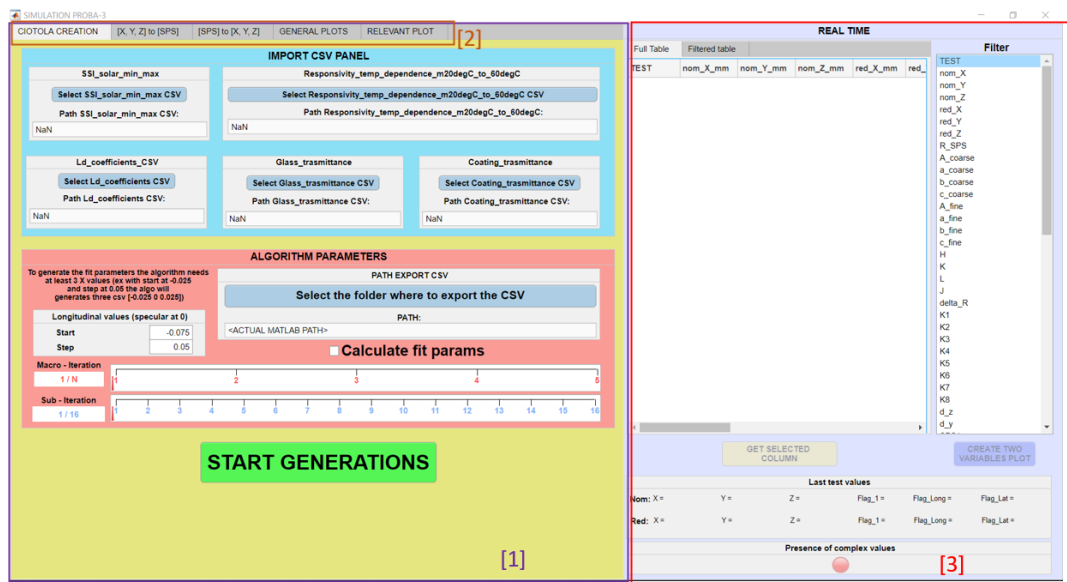 SIMULATION PROBA-3
CIOTOLA CREATION
[X, Y, Z] to [SPS]
[SPS] to [X, Y, Z]
GENERAL PLOTS
RELEVANT PLOT
[2]
IMPORT CSV PANEL
SSI_solar_min_max
Select SSI_solar_min_max CSV
Path SSI_solar_min_max CSV:
NaN
Responsivity_temp_dependence_m20degC_to_60degC
Select Responsivity_temp_dependence_m20degC_to_60degC CSV
Path Responsivity_temp_dependence_m20degC_to_60degC:
NaN
Ld_coefficients_CSV
Select Ld_coefficients CSV
Path Ld_coefficients CSV:
NaN
Glass_trasmittance
Select Glass_trasmittance CSV
Path Glass_trasmittance CSV:
NaN
Coating_trasmittance
Select Coating_trasmittance CSV
Path Coating_trasmittance CSV:
NaN
ALGORITHM PARAMETERS
To generate the fit parameters the algorithm needs
at least 3 X values (ex with start at -0.025
and step at 0.05 the algo will
generates three csv [-0.025 0 0.025])
Longitudinal values (specular at 0)
Start -0.075
Step 0.05
PATH EXPORT CSV
Select the folder where to export the CSV
PATH:
<ACTUAL MATLAB PATH>
Calculate fit params
Macro - Iteration
1 / N
1 2 3 4 5
Sub - Iteration
1 / 16
1 2 3 4 5 6 7 8 9 10 11 12 13 14 15 16
START GENERATIONS
[1]
REAL TIME
Full Table
Filtered table
TEST nom_X_mm nom_Y_mm nom_Z_mm red_X_mm red_
Filter
TEST
nom_X
nom_Y
nom_Z
red_X
red_Y
red_Z
R_SPS
A_coarse
a_coarse
b_coarse
c_coarse
A_fine
a_fine
b_fine
c_fine
H
K
L
J
delta_R
K1
K2
K3
K4
K5
K6
K7
K8
d_z
d_y
GET SELECTED
COLUMN
CREATE TWO
VARIABLES PLOT
Last test values
Nom: X = Y = Z = Flag_1 = Flag_Long = Flag_Lat =
Red: X = Y = Z = Flag_1 = Flag_Long = Flag_Lat =
Presence of complex values
[3]